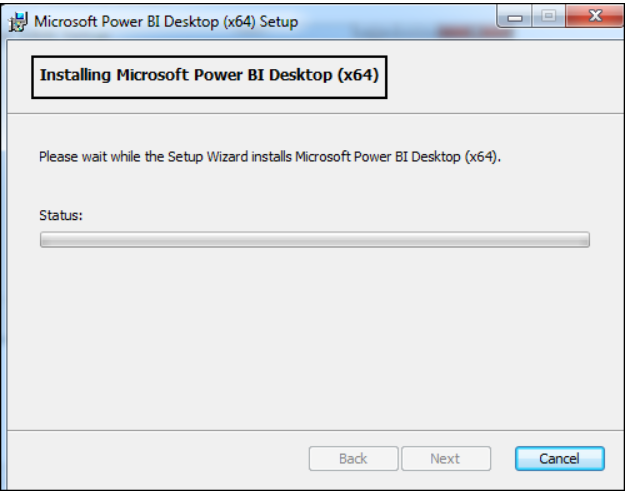 Microsoft Power BI Desktop (x64) Setup
Installing Microsoft Power BI Desktop (x64)
Please wait while the Setup Wizard installs Microsoft Power BI Desktop (x64).
Status:
Back Next Cancel